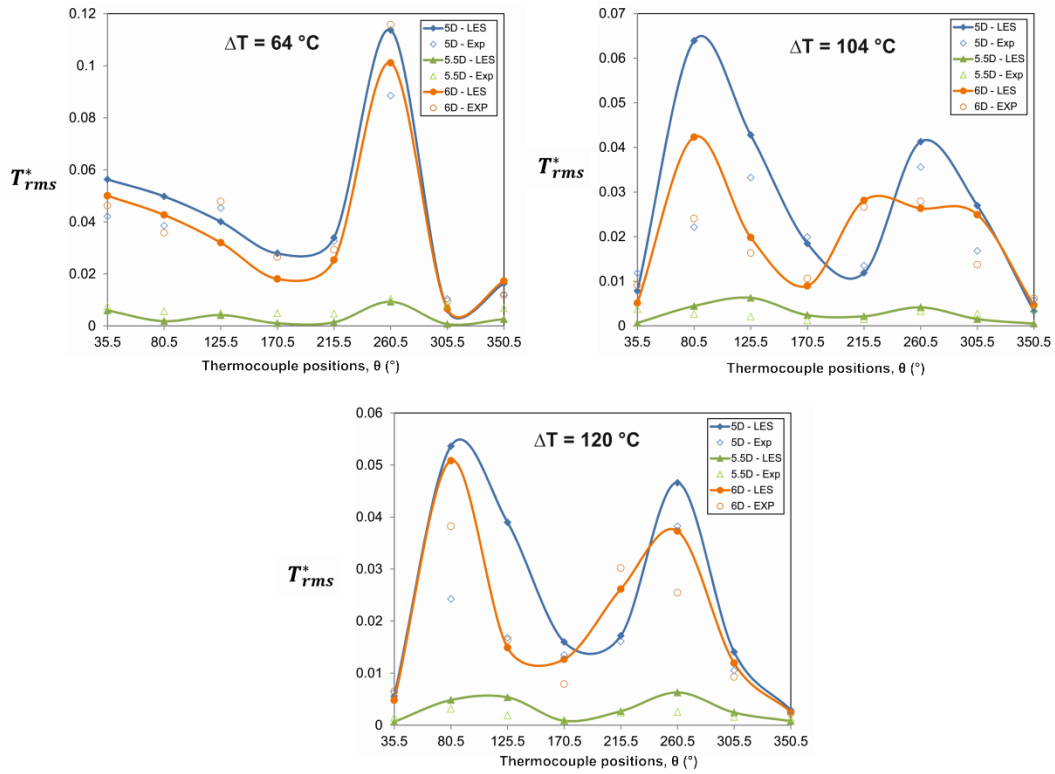 0.12
0.1
0.08
0.06
0.04
0.02
0
ΔT = 64 °C
5D - LES
5D - Exp
5.5D - LES
5.5D - Exp
6D - LES
6D - EXP
T*rms
35.5 80.5 125.5 170.5 215.5 260.5 305.5 350.5
Thermocouple positions, θ (°)
0.07
0.06
0.05
0.04
0.03
0.02
0.01
0
ΔT = 104 °C
5D - LES
5D - Exp
5.5D - LES
5.5D - Exp
6D - LES
6D - EXP
T*rms
35.5 80.5 125.5 170.5 215.5 260.5 305.5 350.5
Thermocouple positions, θ (°)
0.06
0.05
0.04
0.03
0.02
0.01
0
ΔT = 120 °C
5D - LES
5D - Exp
5.5D - LES
5.5D - Exp
6D - LES
6D - EXP
T*rms
35.5 80.5 125.5 170.5 215.5 260.5 305.5 350.5
Thermocouple positions, θ (°)